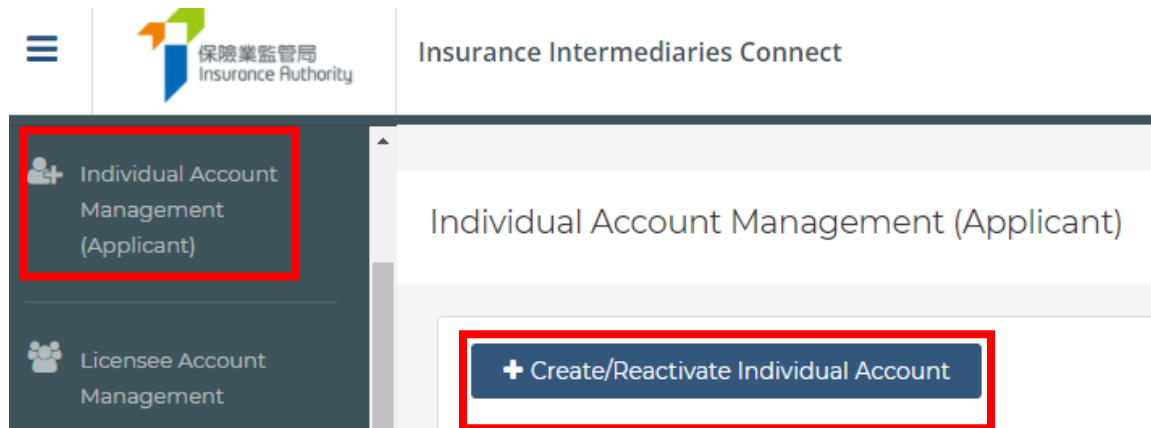 保險業監管局
Insurance Authority
Insurance Intermediaries Connect
Individual Account
Management
(Applicant)
Licensee Account
Management
Individual Account Management (Applicant)
+ Create/Reactivate Individual Account